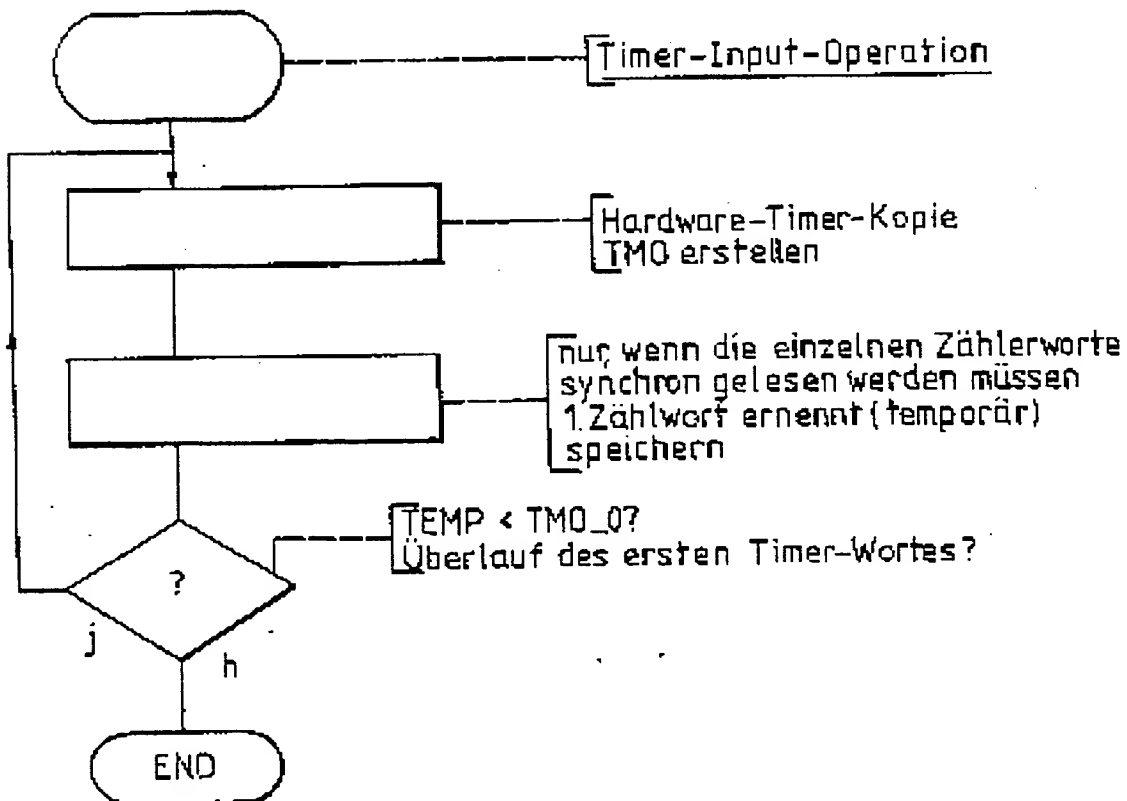 Timer-Input-Operation
Hardware-Timer-Kopie
TMO erstellen
nur, wenn die einzelnen Zählerworte
synchron gelesen werden müssen
1. Zählwort ernennt (temporär)
speichern
TEMP < TMO_0?
Überlauf des ersten Timer-Wortes?
?
j
h
END